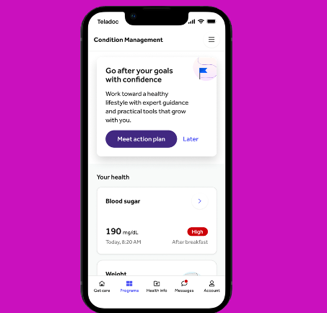 Teladoc
Condition Management
Go after your goals
with confidence
Work toward a healthy
lifestyle with expert guidance
and practical tools that grow
with you.
Meet action plan
Later
Your health
Blood sugar
190 mg/dL
High
Today, 8:20 AM
After breakfast
Weight
Get care
Programs
Health info
Messages
Account